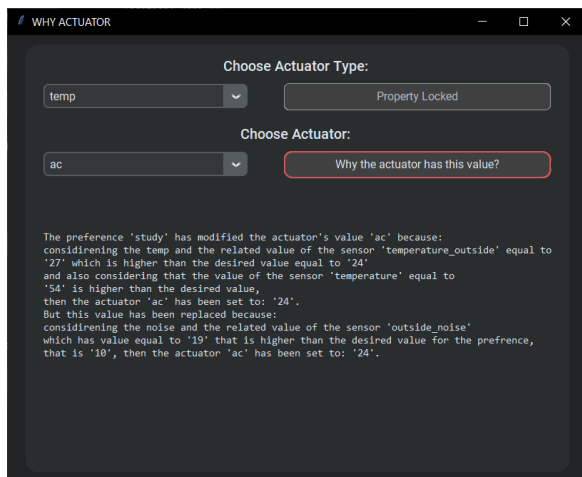 WHY ACTUATOR
Choose Actuator Type:
temp
Property Locked
Choose Actuator:
ac
Why the actuator has this value?
The preference 'study' has modified the actuator's value 'ac' because:
considirening the temp and the related value of the sensor 'temperature_outside' equal to
'27' which is higher than the desired value equal to '24'
and also considering that the value of the sensor 'temperature' equal to
'54' is higher than the desired value,
then the actuator 'ac' has been set to: '24'.
But this value has been replaced because:
considirening the noise and the related value of the sensor 'outside_noise'
which has value equal to '19' that is higher than the desired value for the prefrence,
that is '10', then the actuator 'ac' has been set to: '24'.